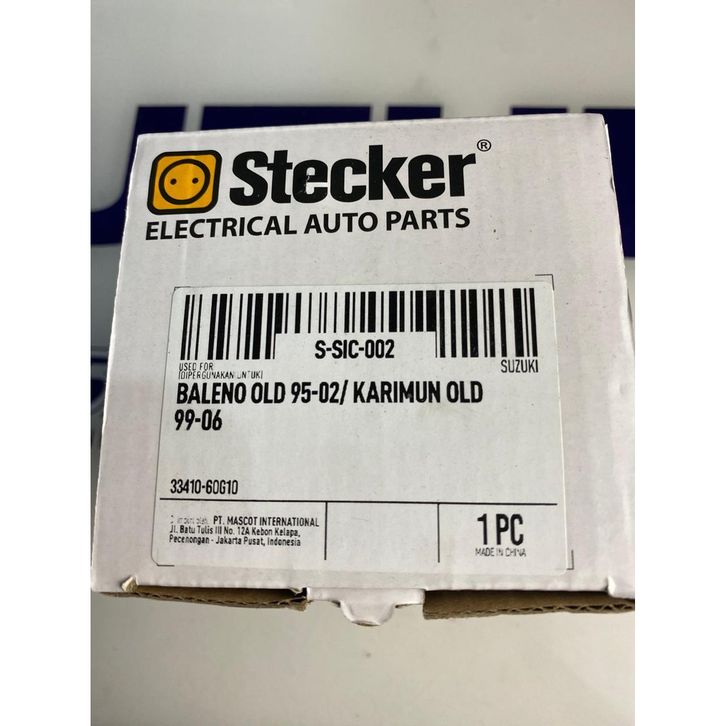 Stecker®
ELECTRICAL AUTO PARTS
S-SIC-002
USED FOR
SUZUKI
(DIPERGUNAKAN UNTUK)
BALENO OLD 95-02/ KARIMUN OLD
99-06
33410-60G10
PT. MASCOT INTERNATIONAL
Jl. Batu Tulis III No. 12A Kebon Kelapa,
Pecenongan - Jakarta Pusat, Indonesia
1 PC
MADE IN CHINA